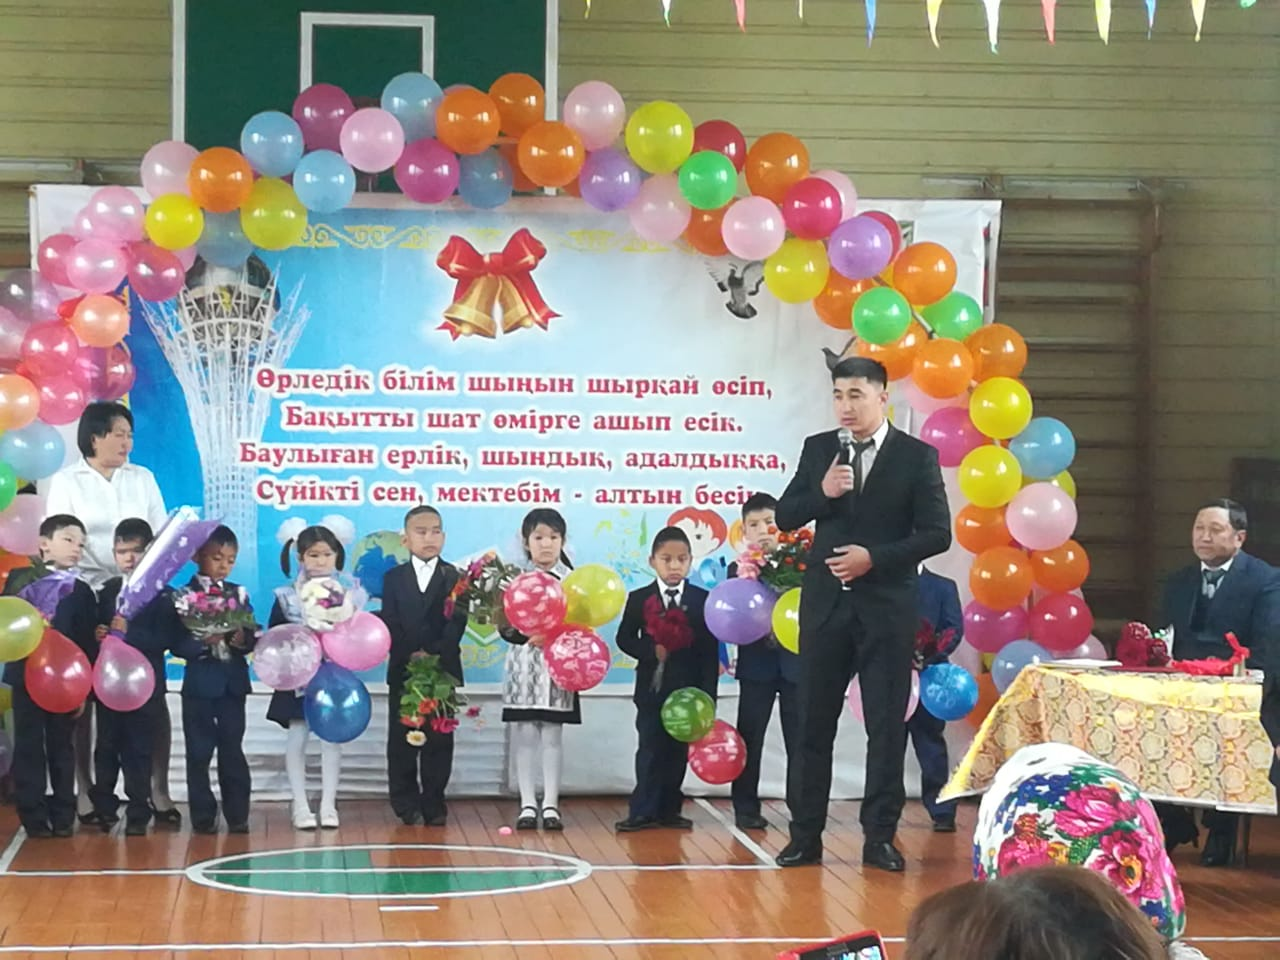 Өрледік білім шыңын шырқай өсіп,
Бақытты шат өмірге ашып есік.
Баулыған ерлік, шындық, адалдыққа,
Сүйікті сен, мектебім - алтын